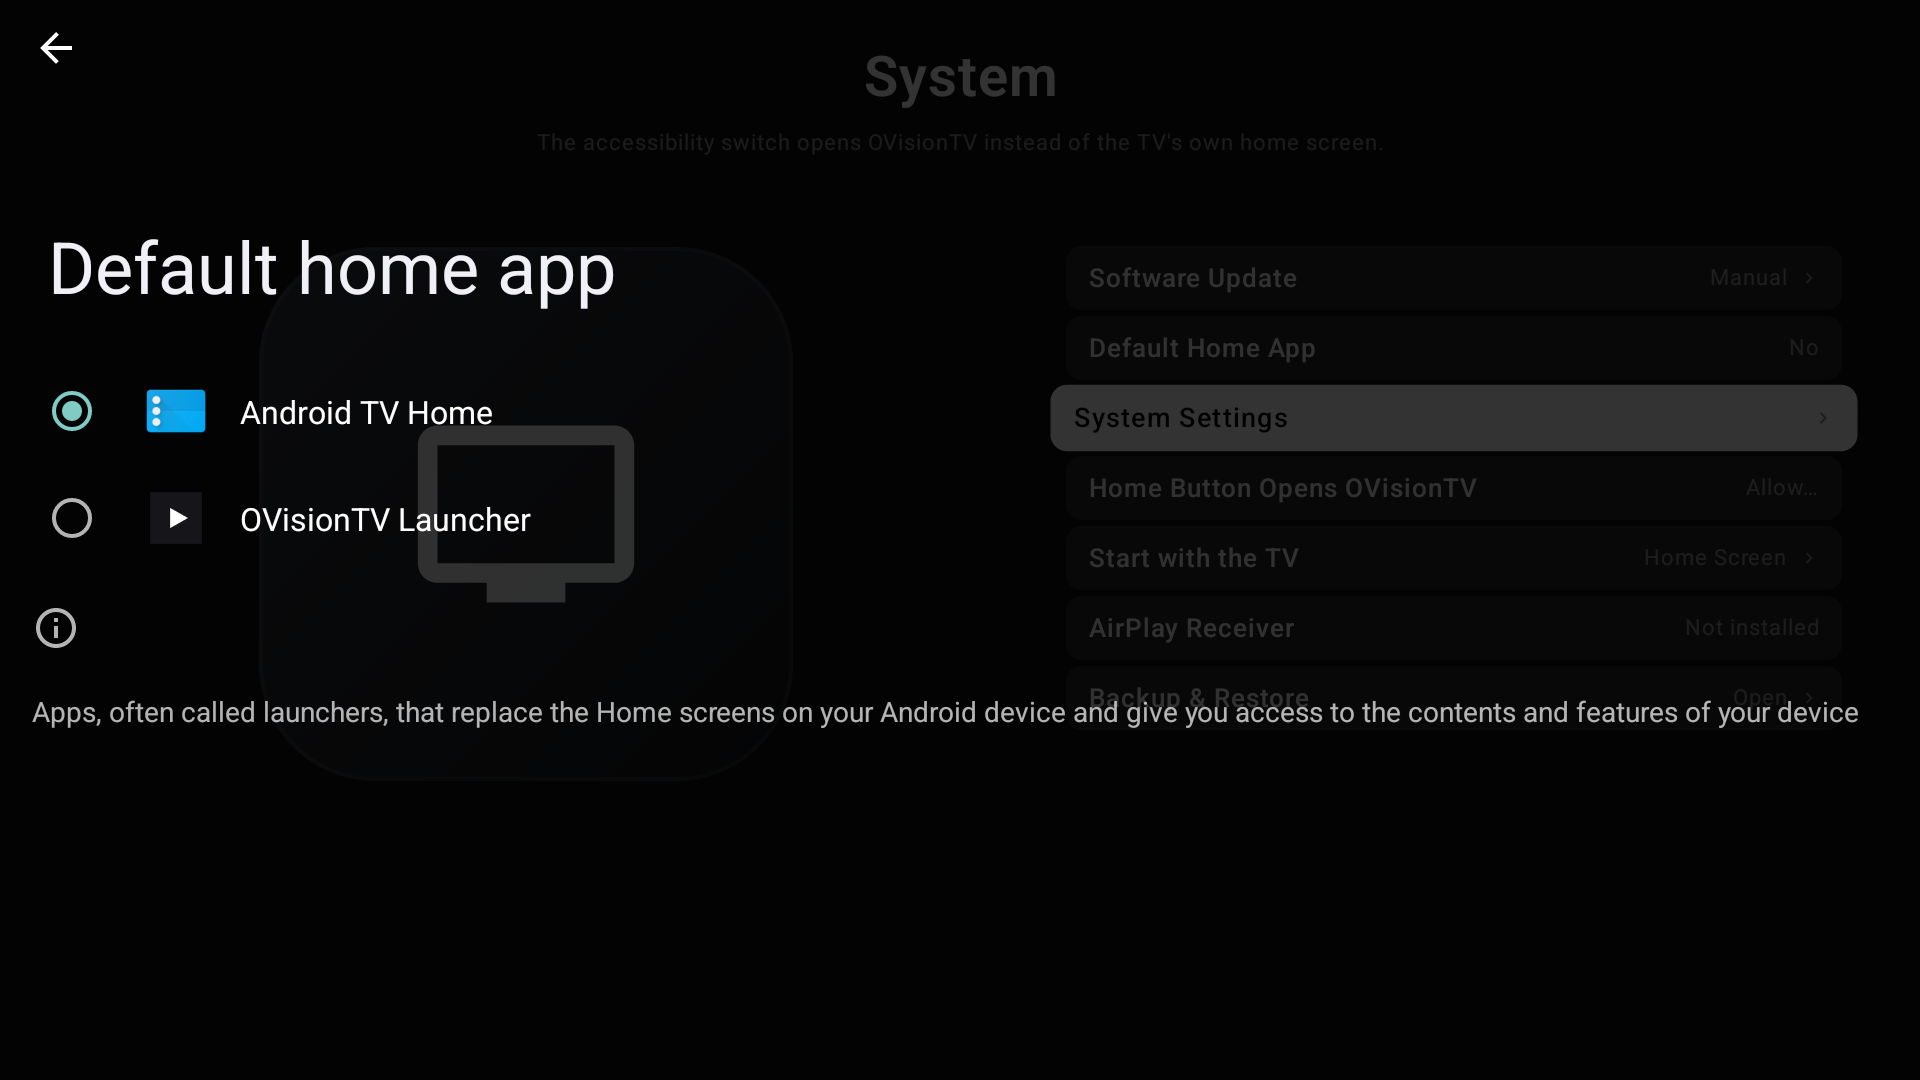 System
The accessibility switch opens OVisionTV instead of the TV's own home screen.
Default home app
Android TV Home
OVisionTV Launcher
Apps, often called launchers, that replace the Home screens on your Android device and give you access to the contents and features of your device
Software Update Manual
Default Home App No
System Settings
Home Button Opens OVisionTV Allow...
Start with the TV Home Screen
AirPlay Receiver Not installed
Backup & Restore Open